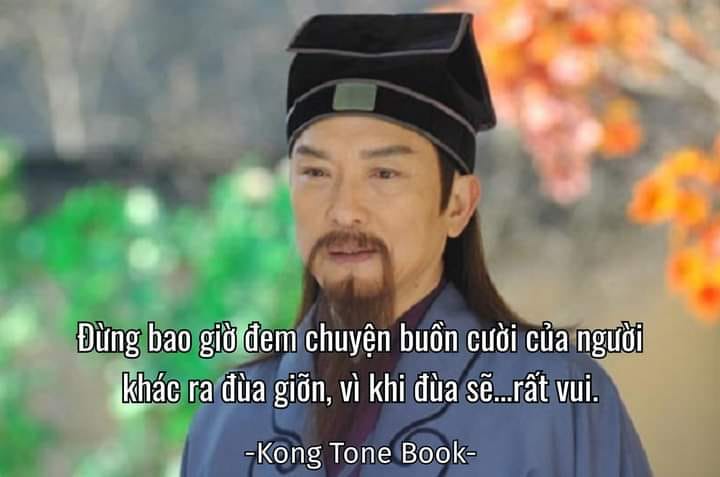 Đừng bao giờ đem chuyện buồn cười của người
khác ra đùa giỡn, vì khi đùa sẽ...rất vui.
-Kong Tone Book-